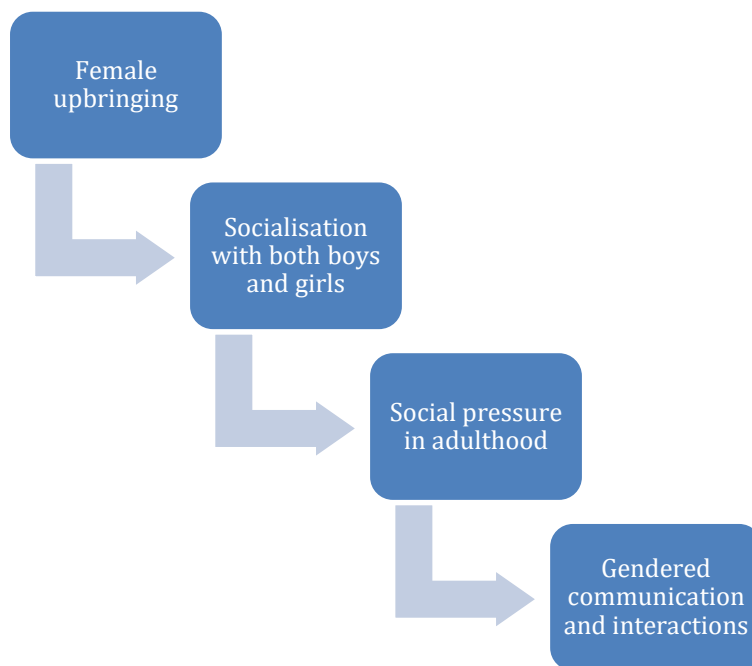 Female
upbringing
Socialisation
with both boys
and girls
Social pressure
in adulthood
Gendered
communication
and interactions